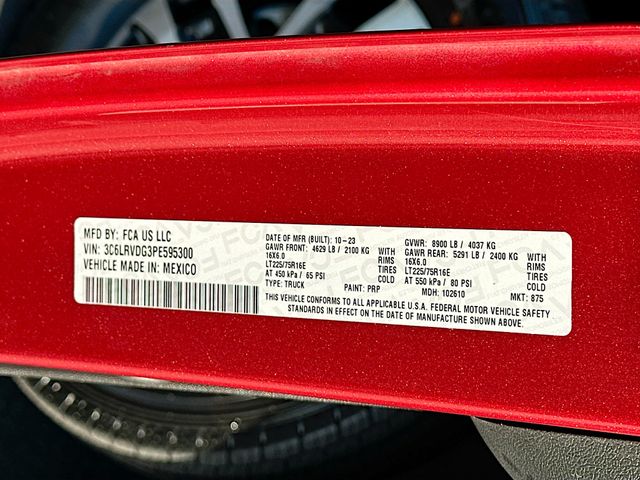 MFD BY: FCA US LLC
VIN: 3C6LRVDG3PE595300
VEHICLE MADE IN: MEXICO
DATE OF MFR (BUILT): 10-23
GAWR FRONT: 4629 LB / 2100 KG
WITH
16X6.0
RIMS
LT225/75R16E
TIRES
AT 450 kPa / 65 PSI
COLD
TYPE: TRUCK
PAINT: PRP
GVWR: 8900 LB / 4037 KG
GAWR REAR: 5291 LB / 2400 KG
WITH
16X6.0
RIMS
LT225/75R16E
TIRES
AT 550 kPa / 80 PSI
COLD
MDH: 102610
MKT: 875
THIS VEHICLE CONFORMS TO ALL APPLICABLE U.S.A. FEDERAL MOTOR VEHICLE SAFETY
STANDARDS IN EFFECT ON THE DATE OF MANUFACTURE SHOWN ABOVE.